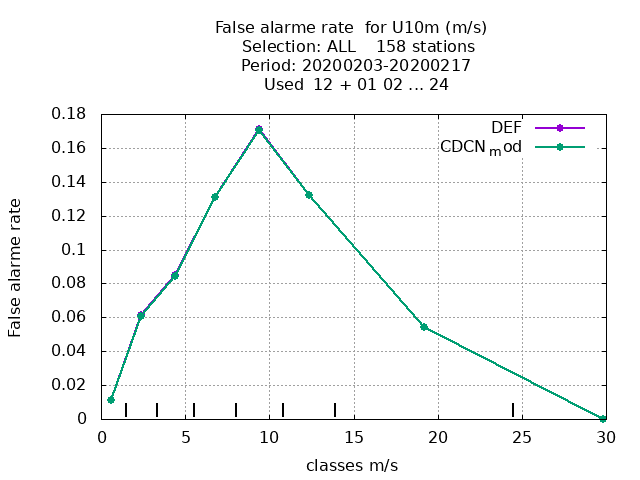 False alarme rate  for U10m (m/s)
Selection: ALL    158 stations
Period: 20200203-20200217
Used  12 + 01 02 ... 24
DEF
CDCN_mod
False alarme rate
0.18
0.16
0.14
0.12
0.1
0.08
0.06
0.04
0.02
0
0 5 10 15 20 25 30
classes m/s